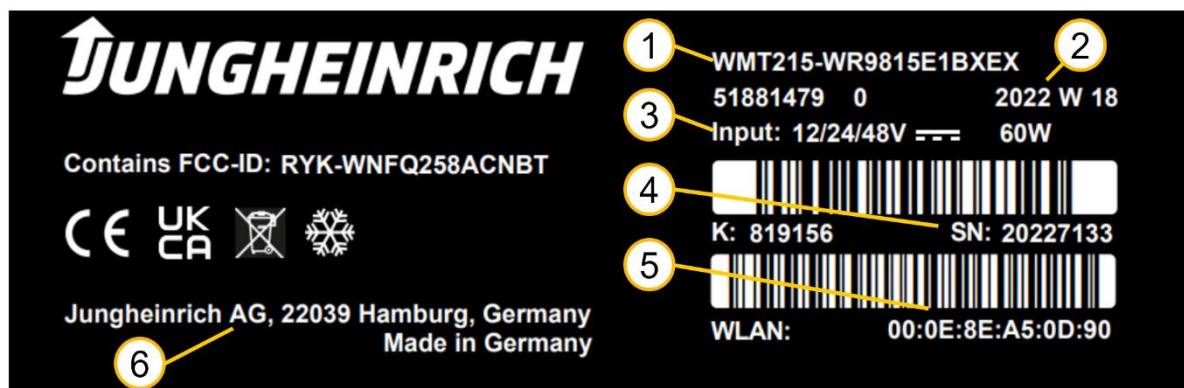 JUNGHEINRICH
Contains FCC-ID: RYK-WNFQ258ACNBT
CE UK CA
Jungheinrich AG, 22039 Hamburg, Germany
Made in Germany
6
1
WMT215-WR9815E1BXEX
2
51881479 0 2022 W 18
3
Input: 12/24/48V 60W
4
K: 819156 SN: 20227133
5
WLAN: 00:0E:8E:A5:0D:90